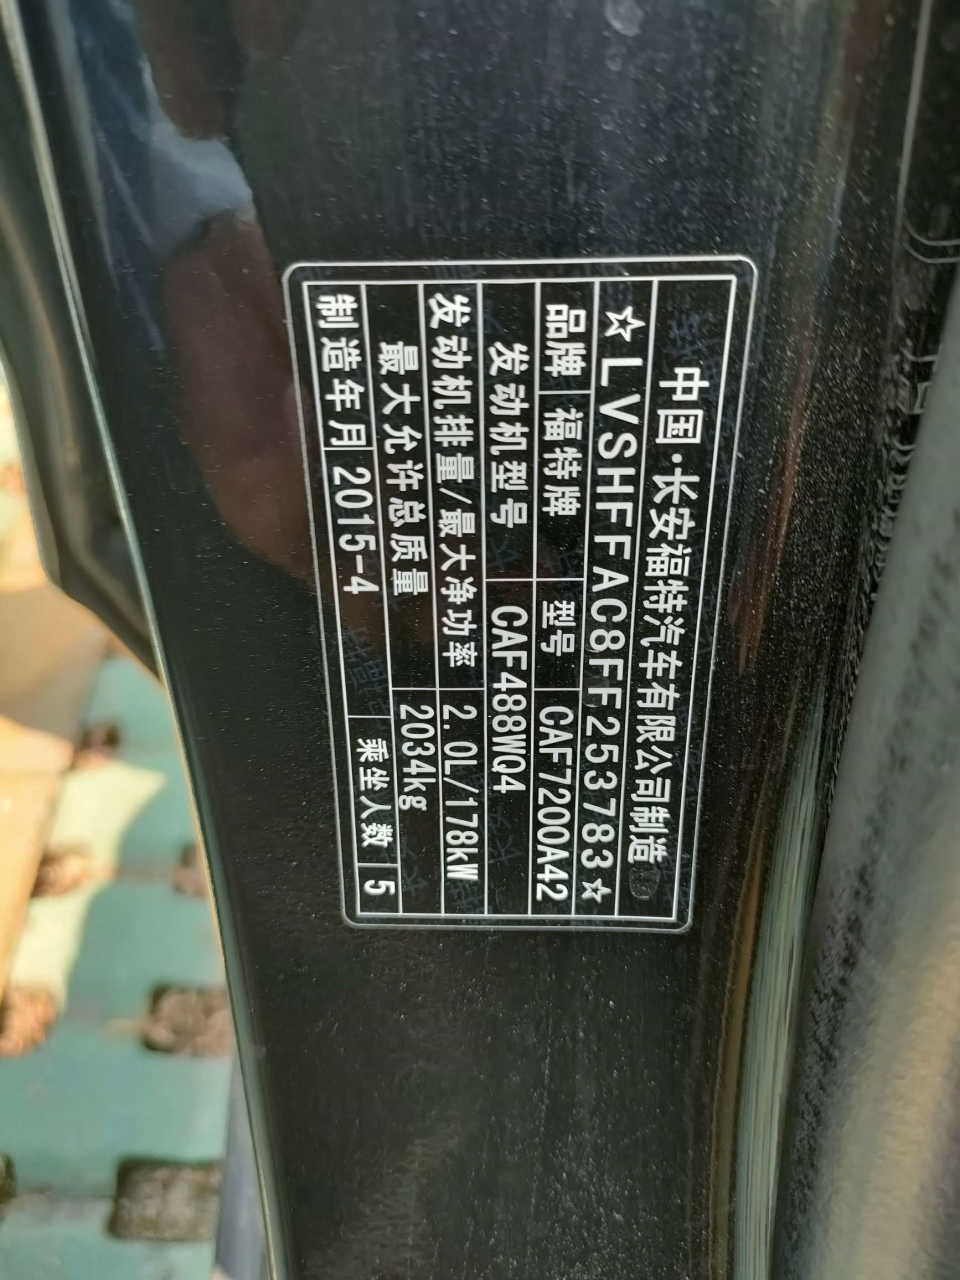 中国·长安福特汽车有限公司制造
☆LVSHFFAC8FF253783☆
品牌 福特牌 型号 CAF7200A42
发动机型号 CAF488WQ4
发动机排量/最大净功率 2.0L/178kW
最大允许总质量 2034kg
制造年月 2015-4 乘坐人数 5